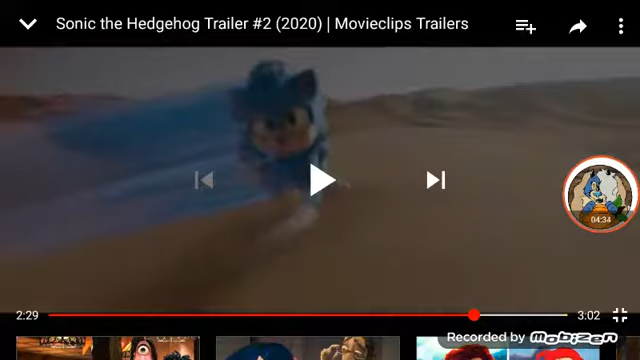 Sonic the Hedgehog Trailer #2 (2020) | Movieclips Trailers
04:34
2:29
3:02
Recorded by Mobizen